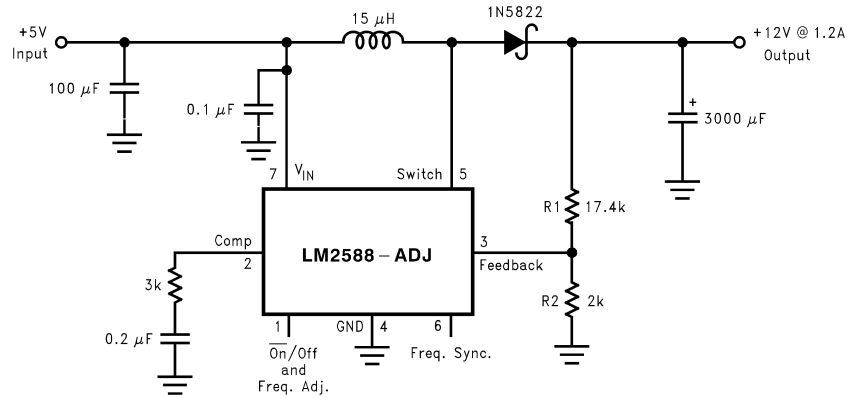 1N5822
+5V
Input
15 μH
+12V @ 1.2A
Output
100 μF
0.1 μF
+
3000 μF
7
VIN
Switch
5
R1
17.4k
Comp
2
LM2588-ADJ
3
Feedback
3k
R2
2k
0.2 μF
1
GND
4
6
On/Off
and
Freq. Adj.
Freq. Sync.